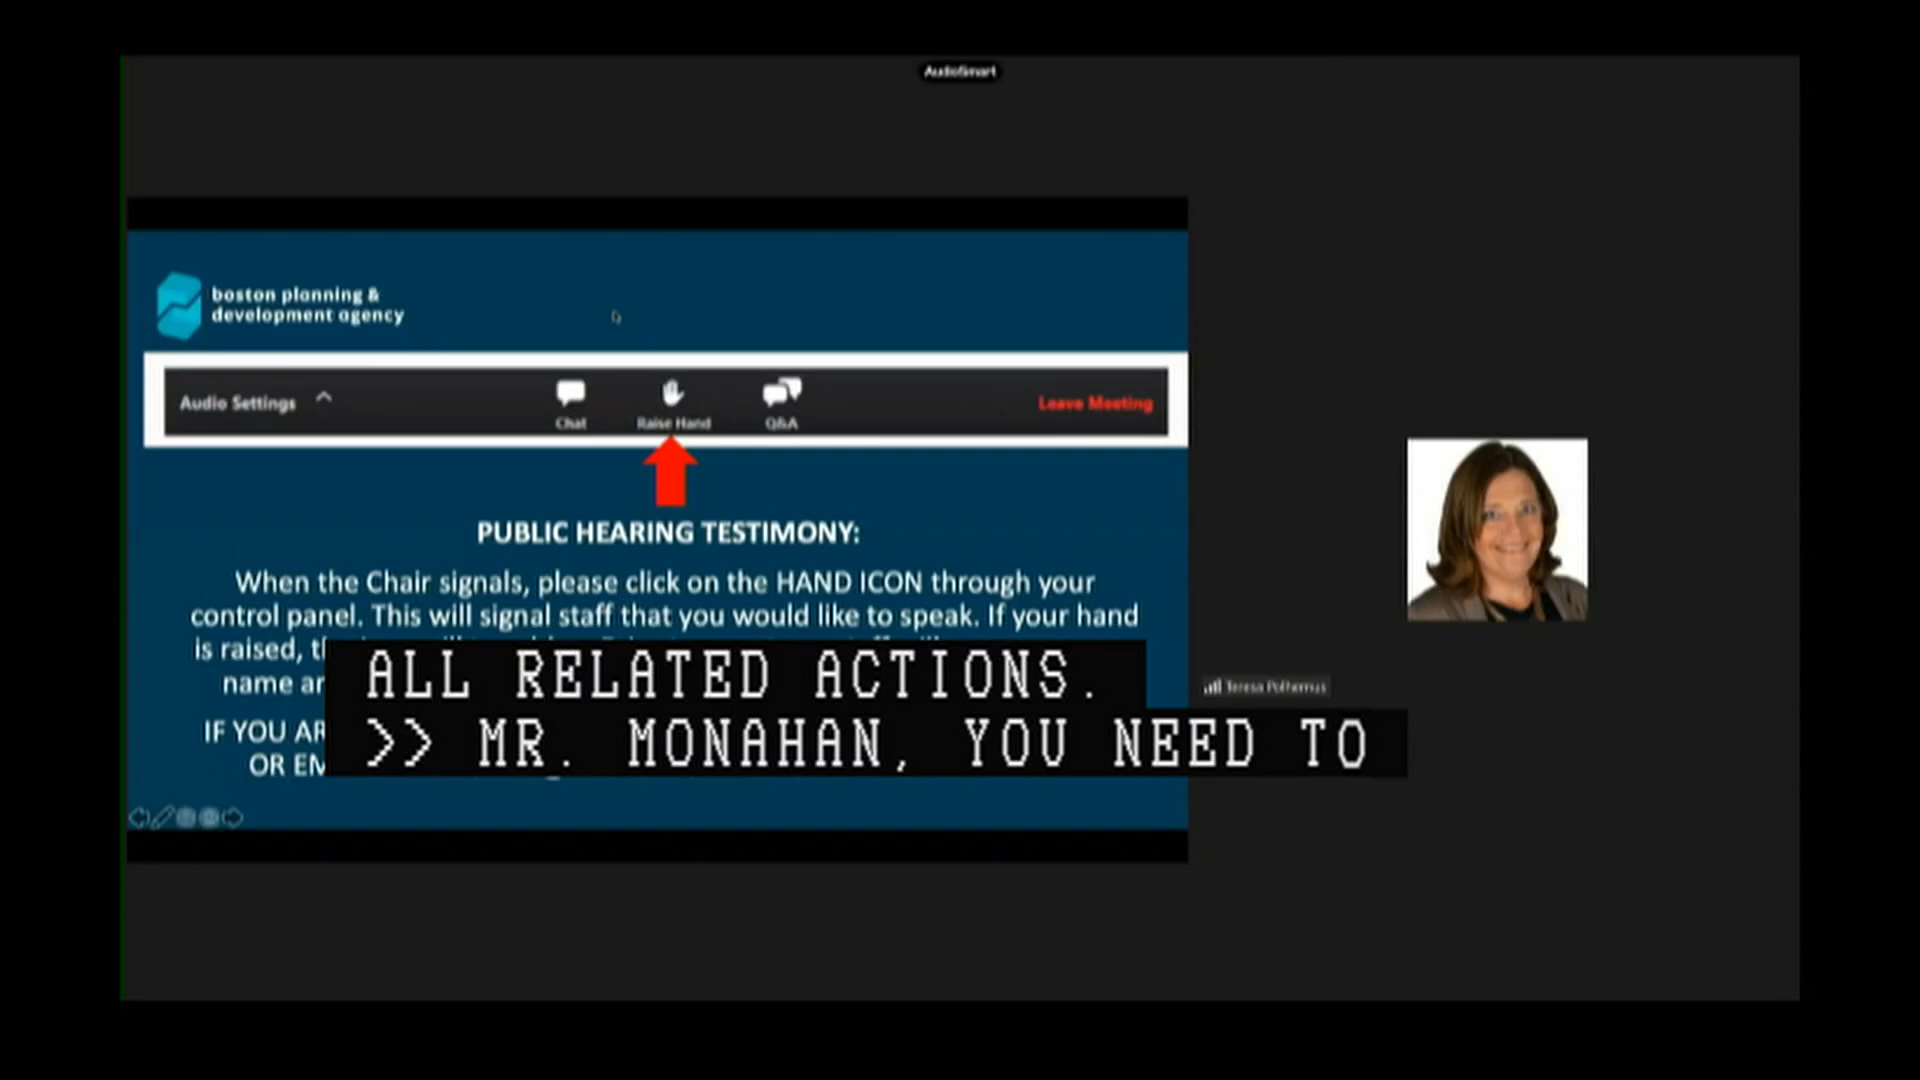 AudioSmart
boston planning &
development agency
Audio Settings
Chat
Raise Hand
Q&A
Leave Meeting
PUBLIC HEARING TESTIMONY:
When the Chair signals, please click on the HAND ICON through your
control panel. This will signal staff that you would like to speak. If your hand
is raised,
name
ALL RELATED ACTIONS.
>> MR. MONAHAN, YOU NEED TO
IF YOU
OR
Teresa Polhemus